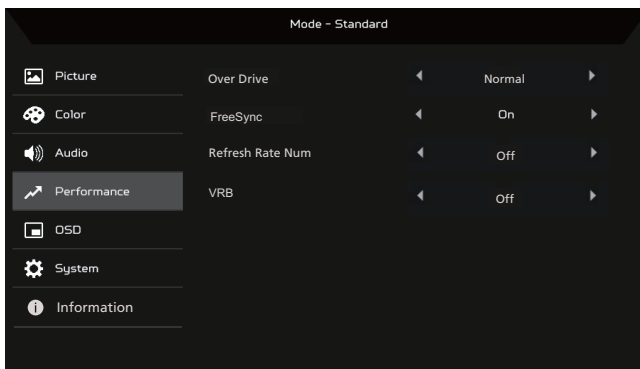 Mode - Standard
Picture
Color
Audio
Performance
OSD
System
Information
Over Drive Normal
FreeSync On
Refresh Rate Num Off
VRB Off